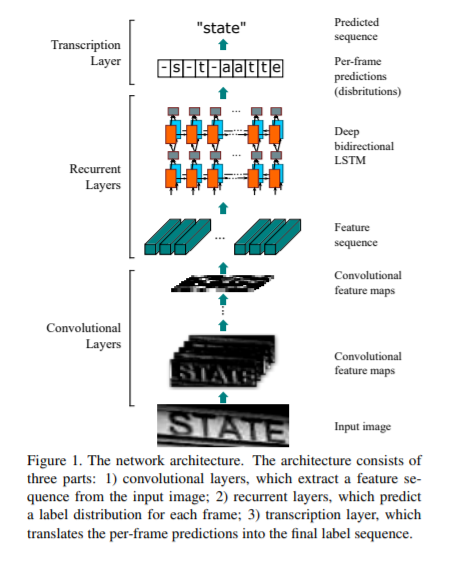 "state"
Predicted
sequence
Transcription
Layer
-s-t-aatte
Per-frame
predictions
(disbritutions)
Recurrent
Layers
Deep
bidirectional
LSTM
...
Feature
sequence
Convolutional
feature maps
Convolutional
Layers
STATE
Convolutional
feature maps
STATE
Input image
Figure 1. The network architecture. The architecture consists of
three parts: 1) convolutional layers, which extract a feature se-
quence from the input image; 2) recurrent layers, which predict
a label distribution for each frame; 3) transcription layer, which
translates the per-frame predictions into the final label sequence.